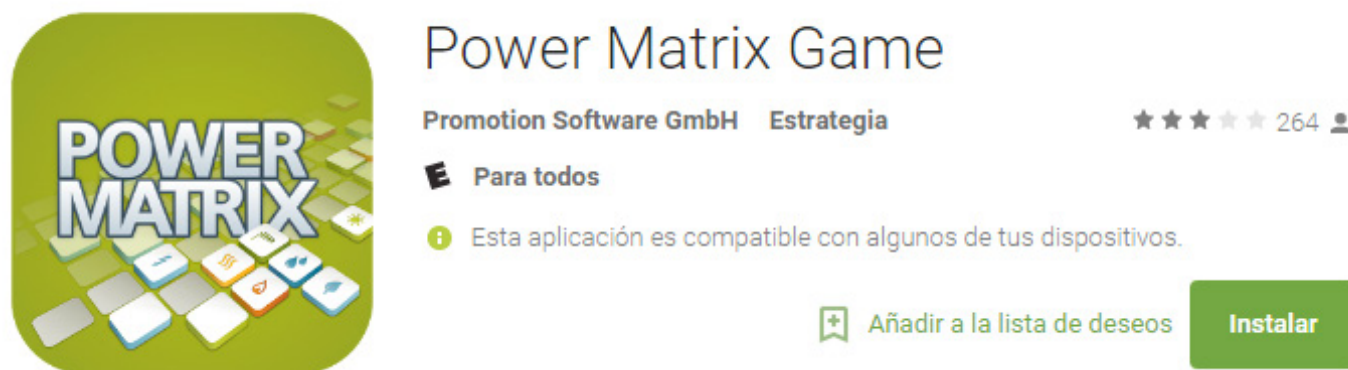 POWER
MATRIX
Power Matrix Game
Promotion Software GmbH Estrategia
264
E Para todos
Esta aplicación es compatible con algunos de tus dispositivos.
Añadir a la lista de deseos
Instalar